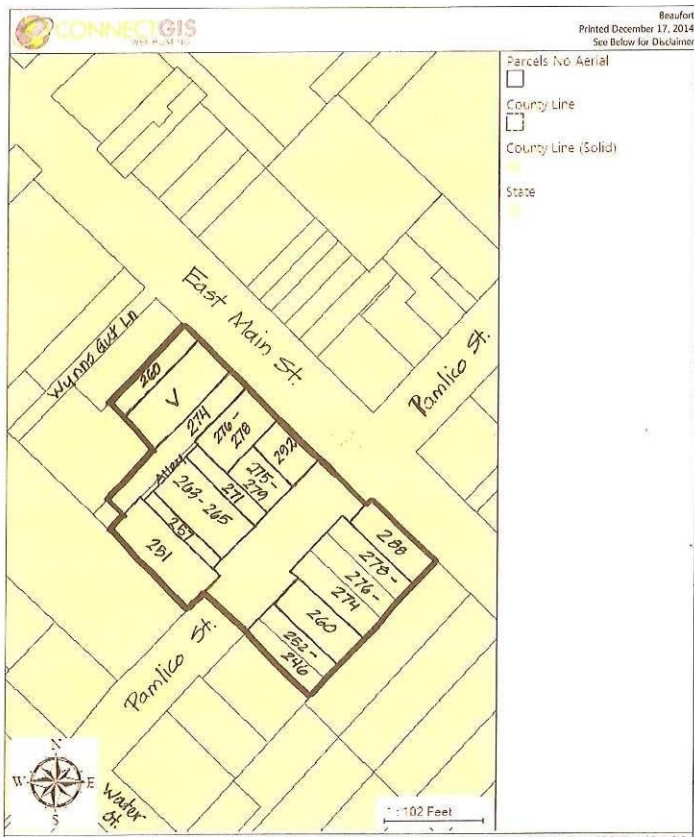 CONNECTGIS
WEB HOSTING
Beaufort
Printed December 17, 2014
See Below for Disclaimer
Parcels No Aerial
County Line
County Line (Solid)
State
East Main St.
Wynns Gut Ln
Pamlico St.
260
V
274
276-
278
292
275-
279
Alley
271
263-265
257
251
288
278-
276-
274
260
252-
246
Pamlico St.
Water
St.
N
W
E
S
1:102 Feet